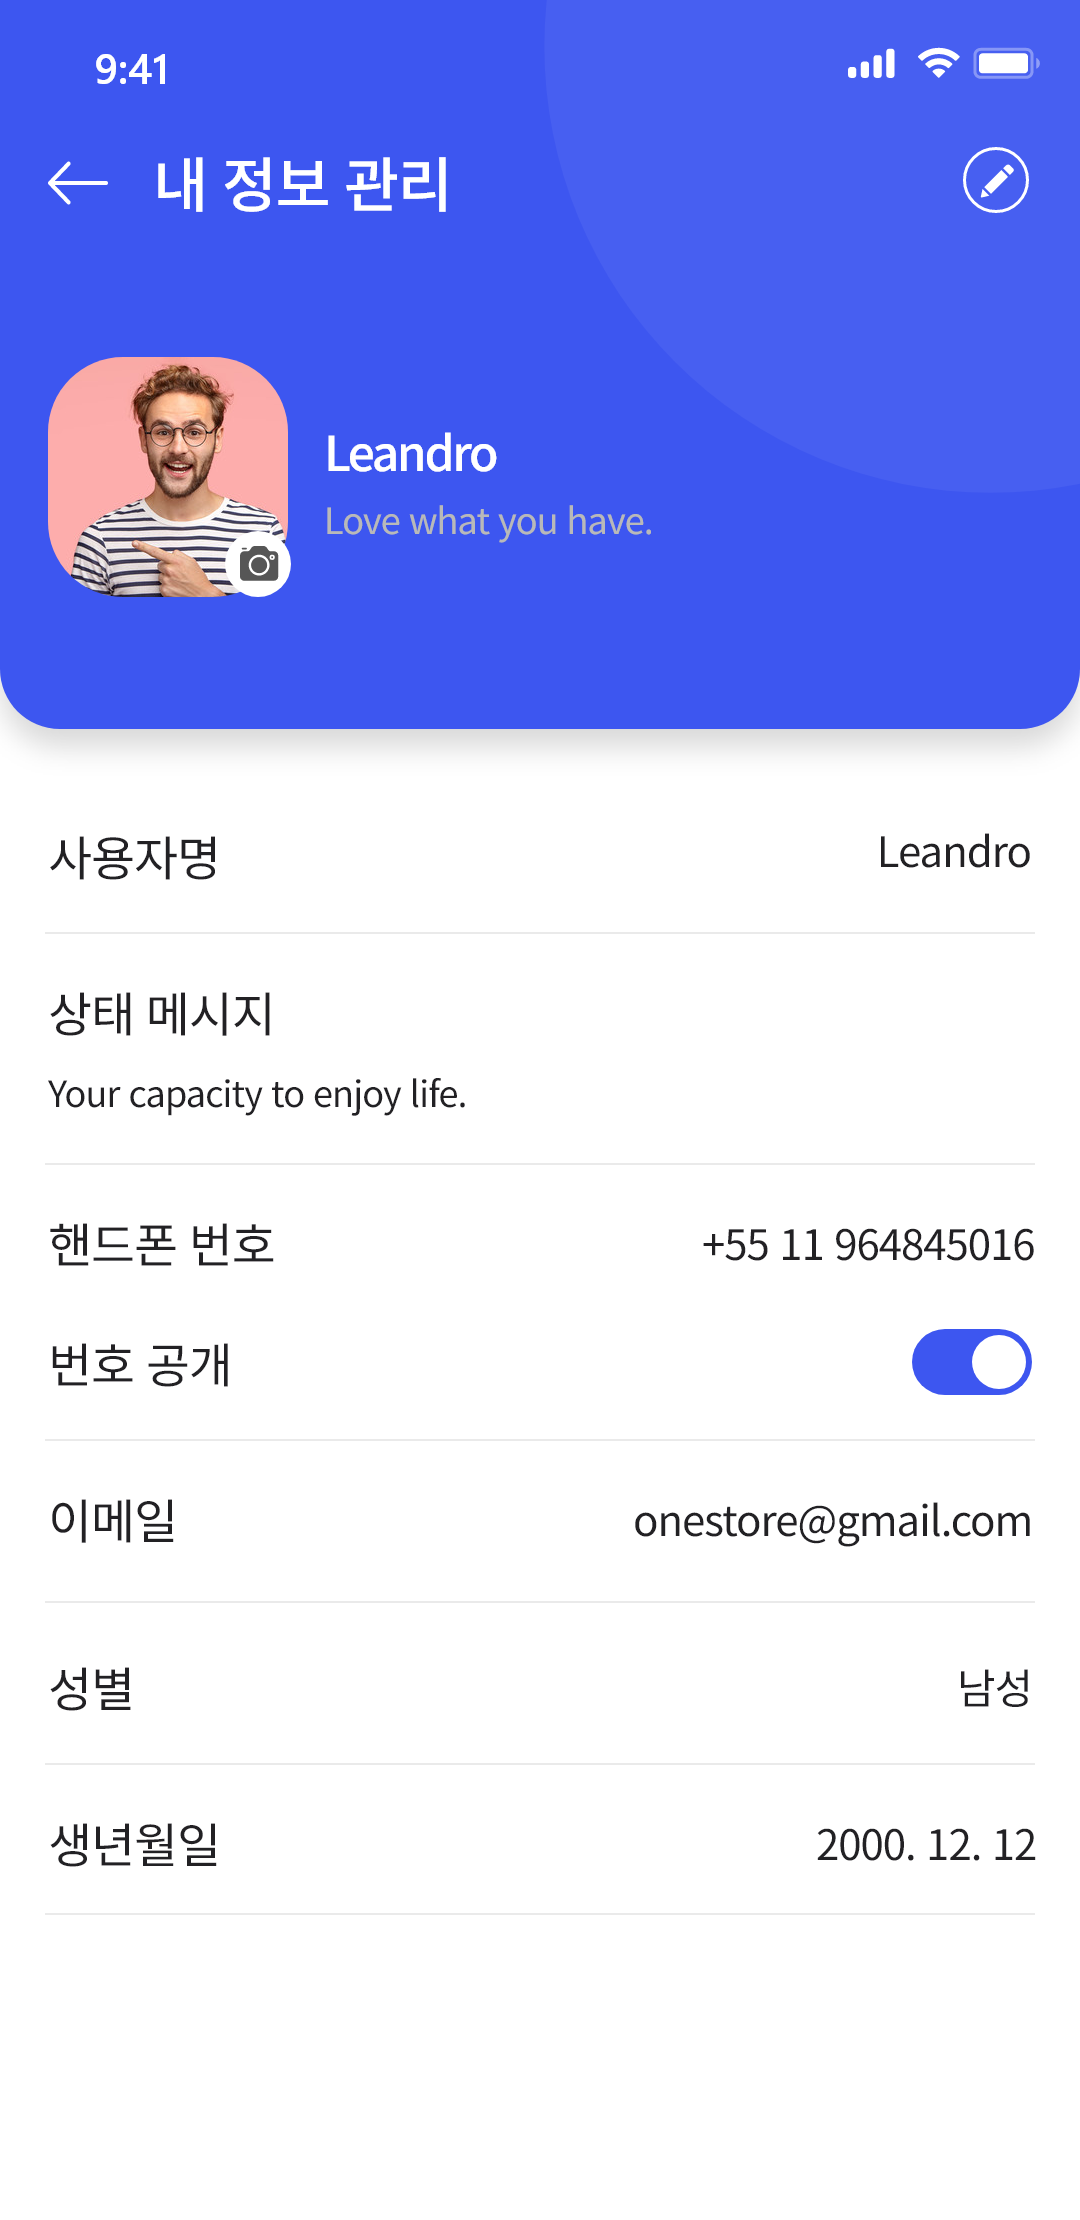 9:41
내 정보 관리
Leandro
Love what you have.
사용자명
Leandro
상태 메시지
Your capacity to enjoy life.
핸드폰 번호
+55 11 964845016
번호 공개
이메일
onestore@gmail.com
성별
남성
생년월일
2000. 12. 12